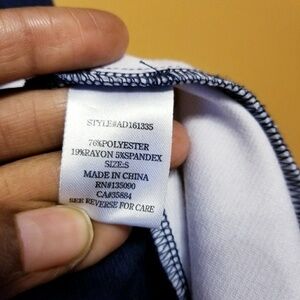 STYLE#AD161335
76%POLYESTER
19%RAYON 5%SPANDEX
SIZE:S
MADE IN CHINA
RN#135090
CA#35884
SEE REVERSE FOR CARE